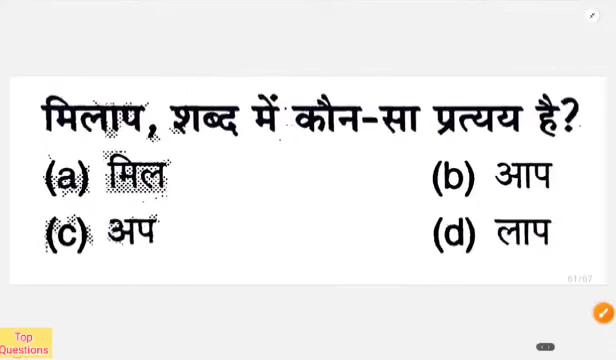 मिलाप, शब्द में कौन-सा प्रत्यय है?
(a) मिल (b) आप
(c) अप (d) लाप
61/67
Top
Questions